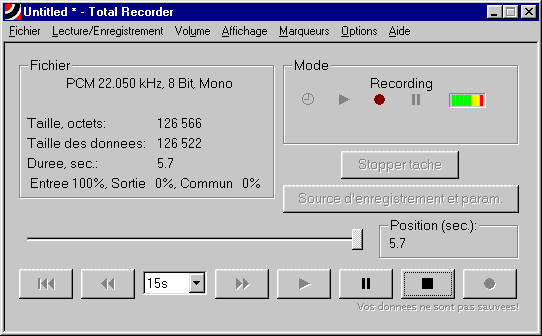 Untitled * - Total Recorder
Fichier Lecture/Enregistrement Volume Affichage Marqueurs Options Aide
Fichier
PCM 22.050 kHz, 8 Bit, Mono
Taille, octets: 126 566
Taille des donnees: 126 522
Duree, sec.: 5.7
Entree 100%, Sortie 0%, Commun 0%
Mode
Recording
Stopper tache
Source d'enregistrement et param.
Position (sec.):
5.7
15s
Vos donnees ne sont pas sauvees!